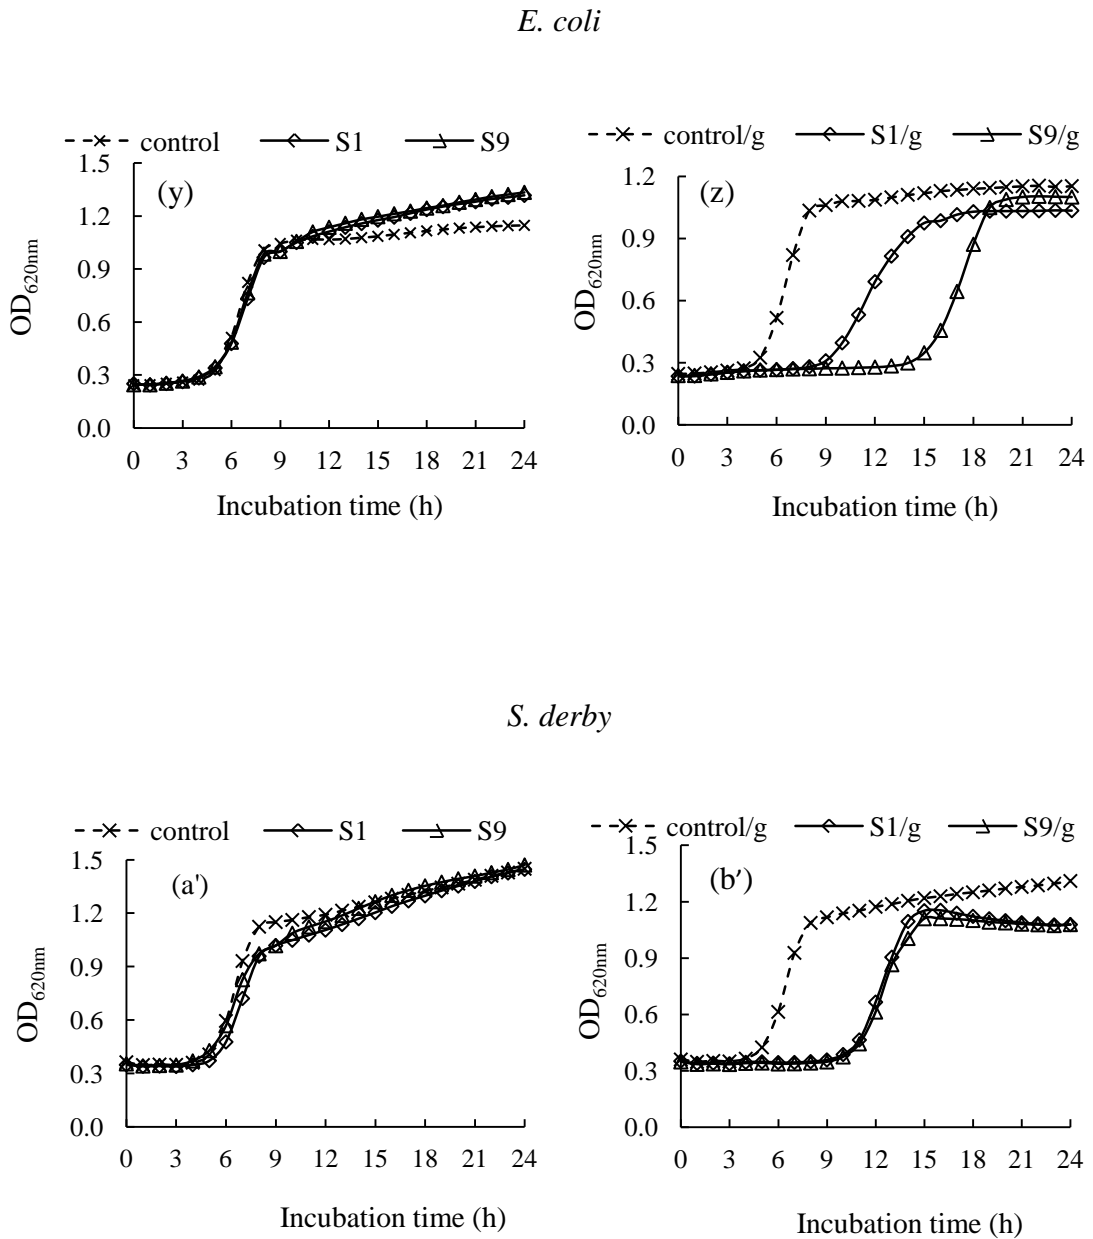 E. coli
control S1 S9
(y)
1.5
1.2
0.9
0.6
0.3
0.0
OD620nm
0 3 6 9 12 15 18 21 24
Incubation time (h)
control/g S1/g S9/g
(z)
1.2
0.9
0.6
0.3
0.0
OD620nm
0 3 6 9 12 15 18 21 24
Incubation time (h)
S. derby
control S1 S9
(a')
1.5
1.2
0.9
0.6
0.3
0.0
OD620nm
0 3 6 9 12 15 18 21 24
Incubation time (h)
control/g S1/g S9/g
(b′)
1.5
1.2
0.9
0.6
0.3
0.0
OD620nm
0 3 6 9 12 15 18 21 24
Incubation time (h)